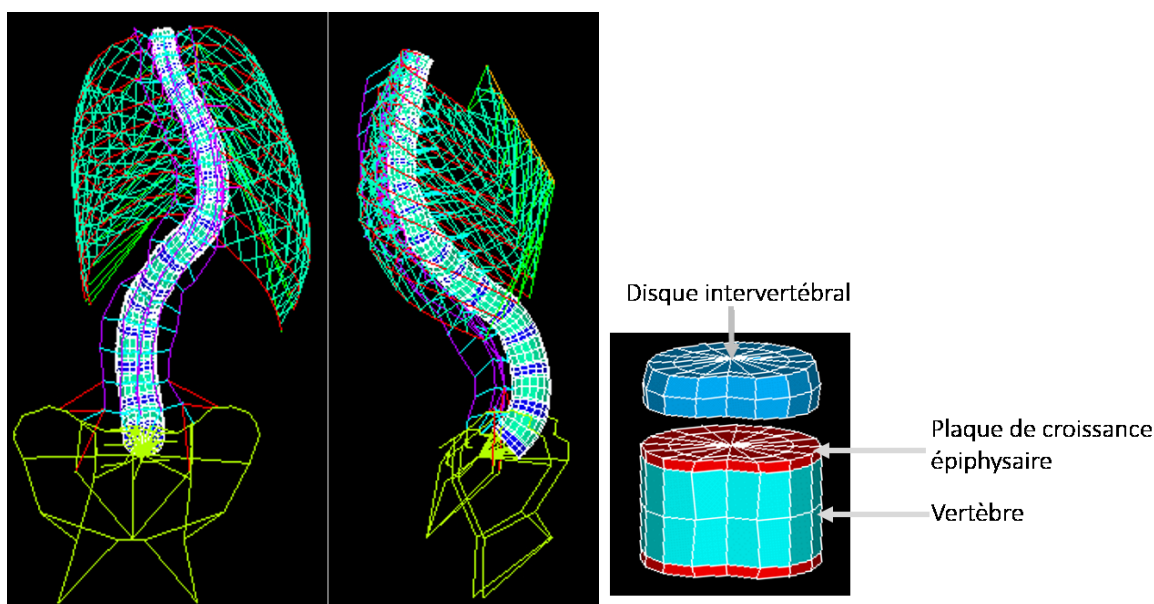 Disque intervertébral
Plaque de croissance
épiphysaire
Vertèbre